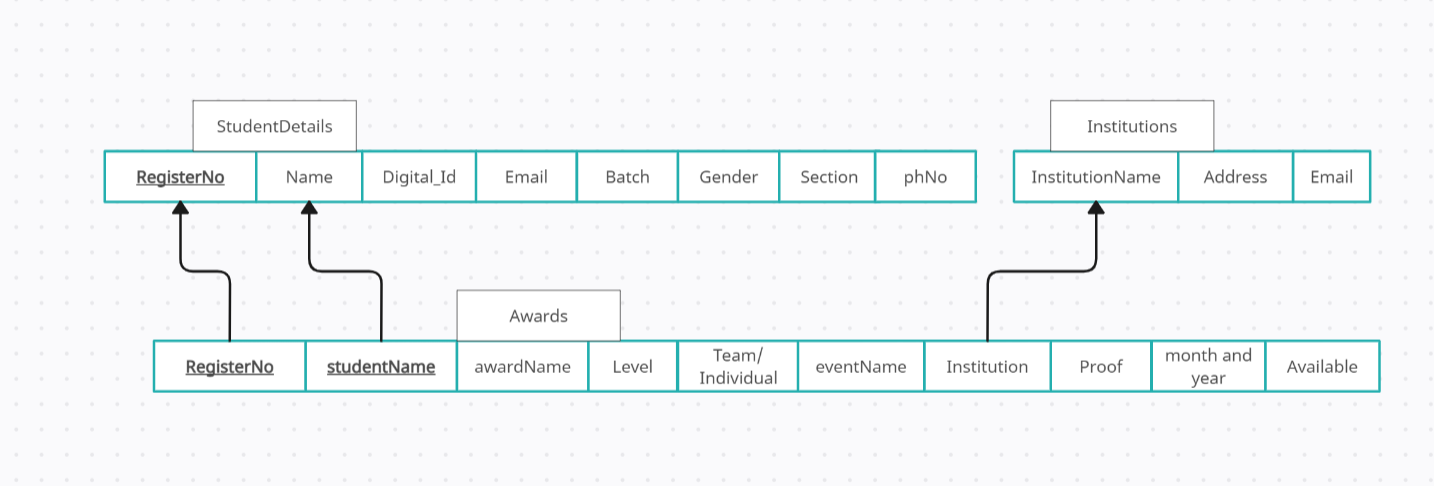 StudentDetails
Institutions
RegisterNo Name Digital_Id Email Batch Gender Section phNo
InstitutionName Address Email
Awards
RegisterNo studentName awardName Level Team/
Individual eventName Institution Proof month and
year Available